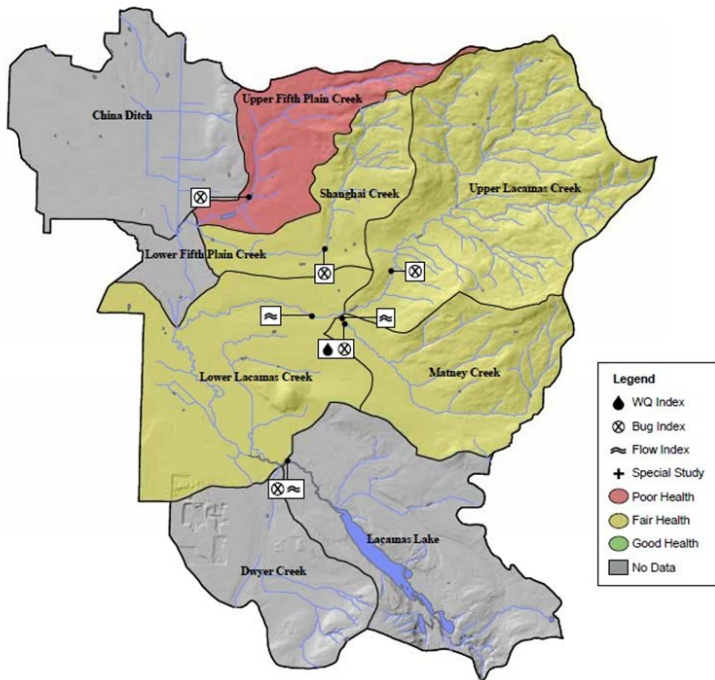 China Ditch
Upper Fifth Plain Creek
Shanghai Creek
Upper Lacamas Creek
Lower Fifth Plain Creek
Lower Lacamas Creek
Matney Creek
Lacamas Lake
Dwyer Creek
Legend
WQ Index
Bug Index
Flow Index
Special Study
Poor Health
Fair Health
Good Health
No Data